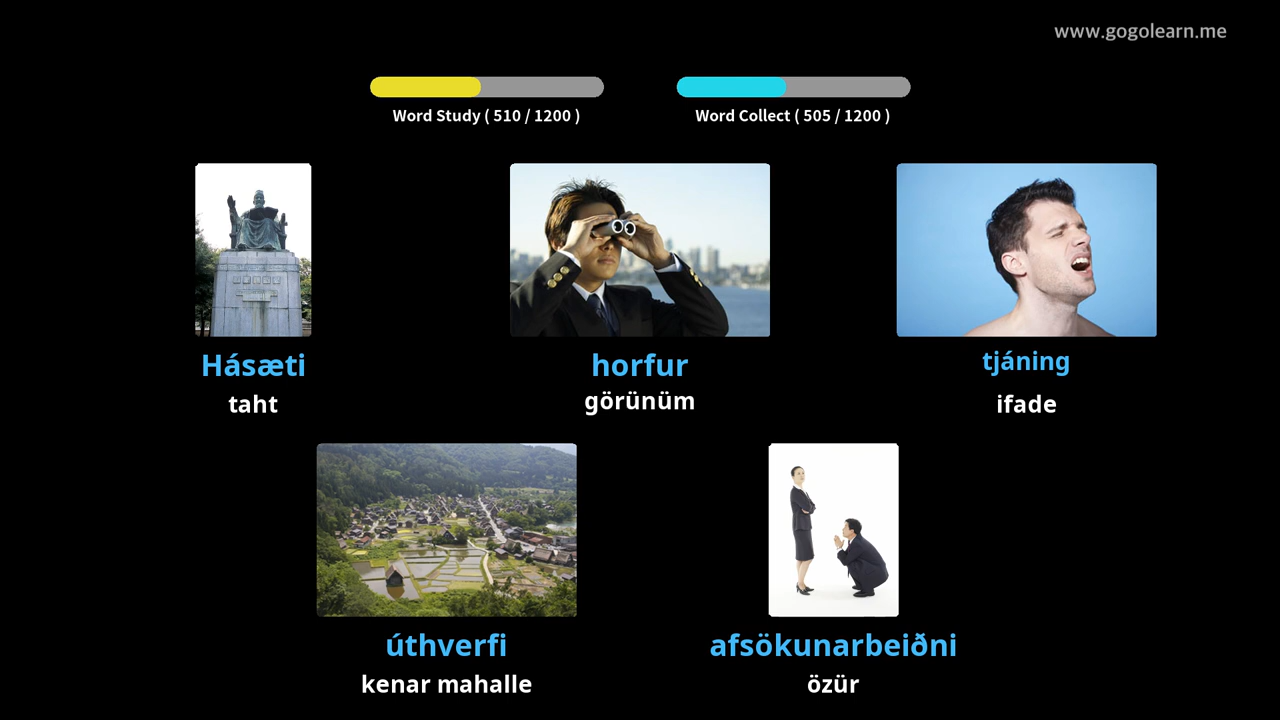 www.gogolearn.me
Word Study ( 510 / 1200 )
Word Collect ( 505 / 1200 )
Hásæti
taht
horfur
görünüm
tjáning
ifade
úthverfi
kenar mahalle
afsökunarbeiðni
özür